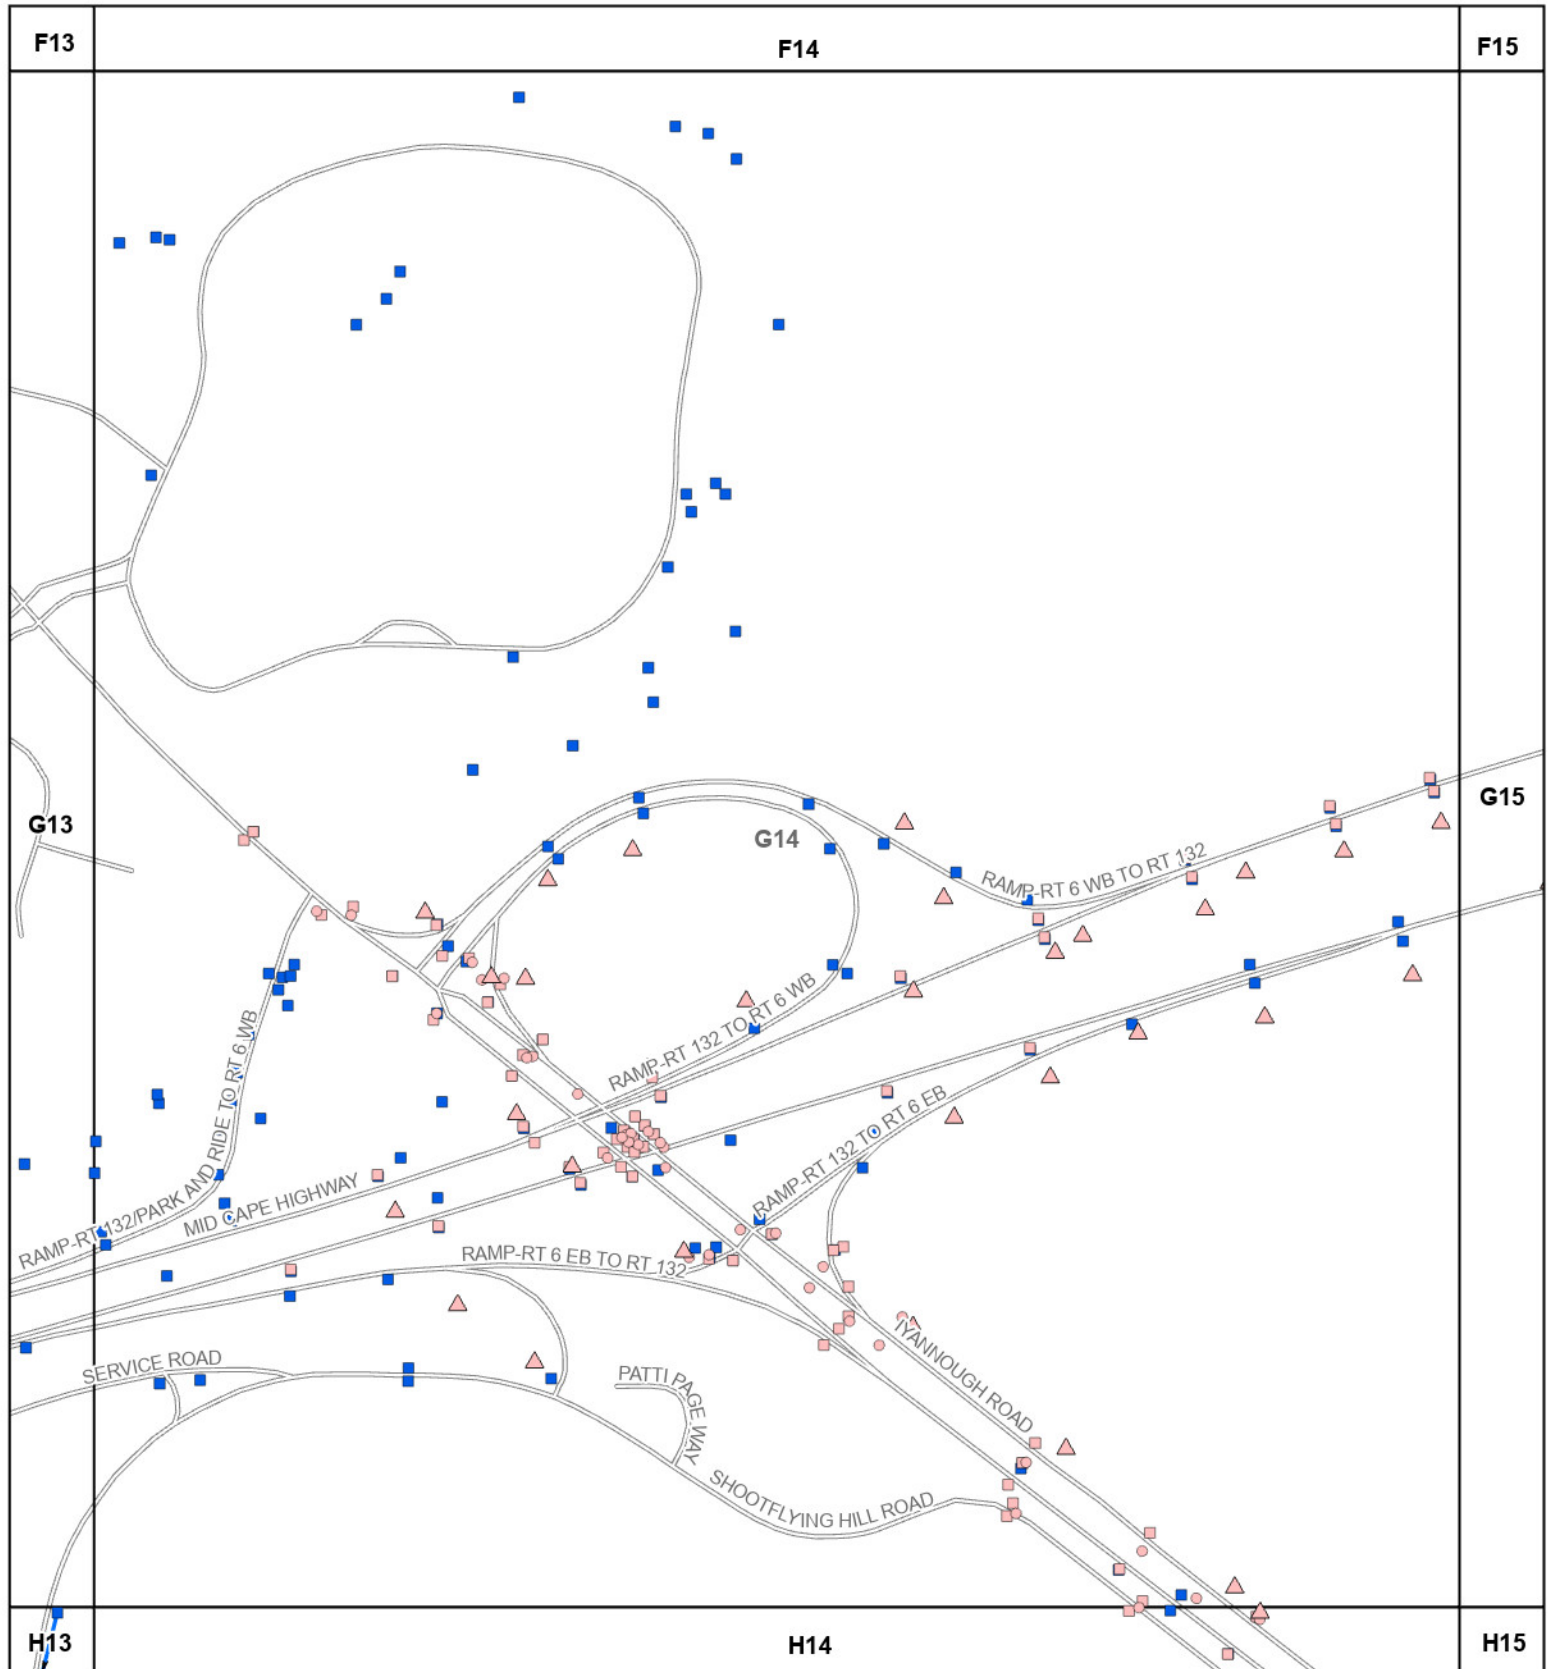 F13
F14
F15
G13
G14
G15
RAMP-RT 6 WB TO RT 132
RAMP-RT 132 TO RT 6 WB
RAMP-RT 132/PARK AND RIDE TO RT 6 WB
MID CAPE HIGHWAY
RAMP-RT 132 TO RT 6 EB
RAMP-RT 6 EB TO RT 132
SERVICE ROAD
PATTI PAGE WAY
IYANNOUGH ROAD
SHOOTFLYING HILL ROAD
H13
H14
H15